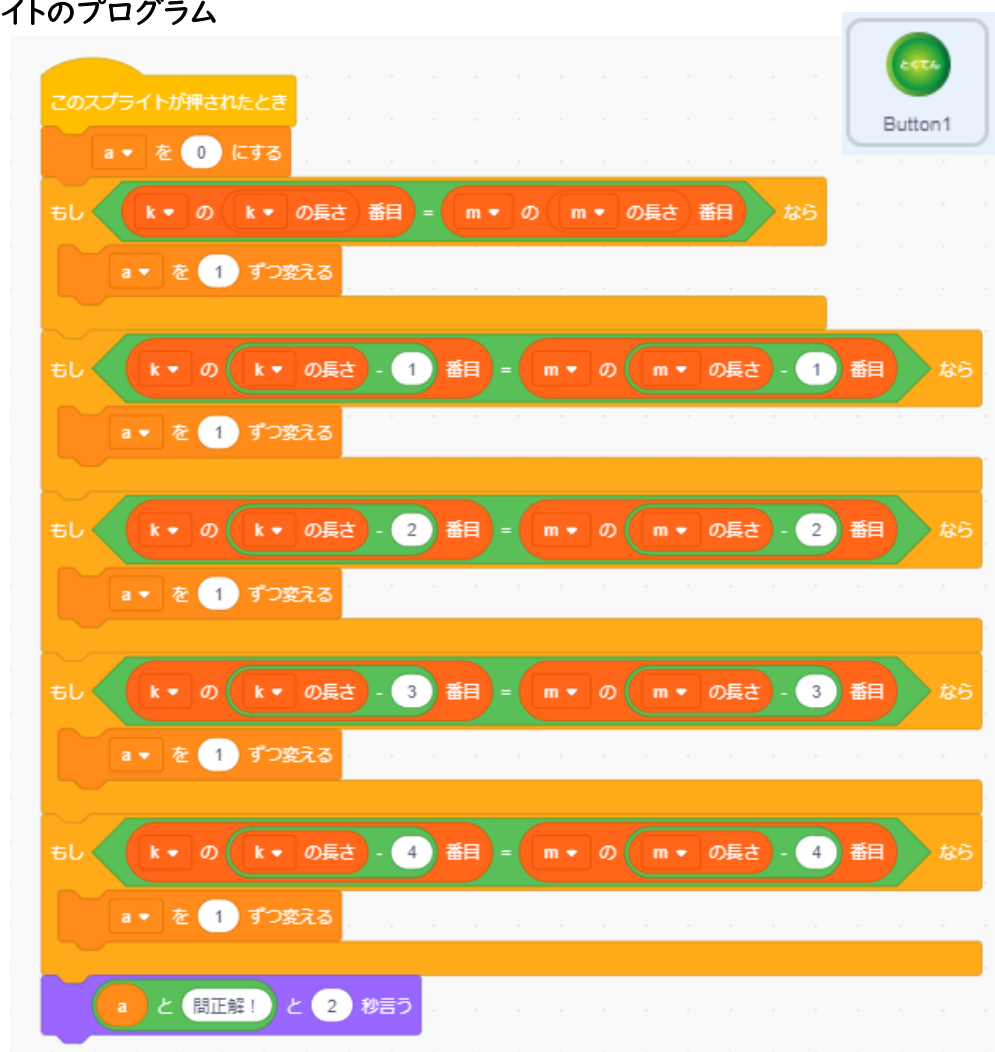 イトのプログラム
とくてん
Button1
このスプライトが押されたとき
a を 0 にする
もし k の k の長さ 番目 = m の m の長さ 番目 なら
a を 1 ずつ変える
もし k の k の長さ - 1 番目 = m の m の長さ - 1 番目 なら
a を 1 ずつ変える
もし k の k の長さ - 2 番目 = m の m の長さ - 2 番目 なら
a を 1 ずつ変える
もし k の k の長さ - 3 番目 = m の m の長さ - 3 番目 なら
a を 1 ずつ変える
もし k の k の長さ - 4 番目 = m の m の長さ - 4 番目 なら
a を 1 ずつ変える
a と 問正解! と 2 秒言う